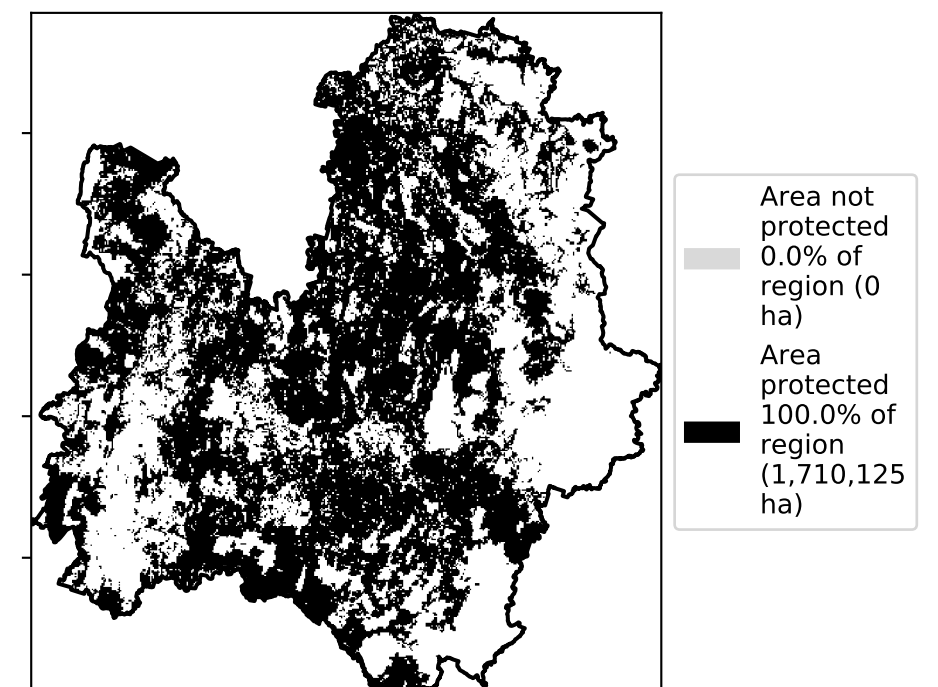 Area not
protected
0.0% of
region (0
ha)
Area
protected
100.0% of
region
(1,710,125
ha)